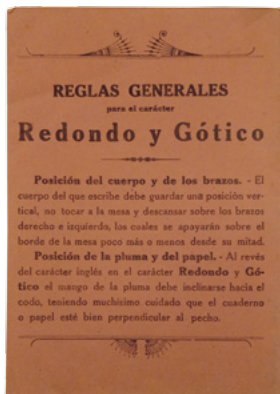 REGLAS GENERALES
para el carácter
Redondo y Gótico
Posición del cuerpo y de los brazos. - El
cuerpo del que escribe debe guardar una posición ver-
tical, no tocar a la mesa y descansar sobre los brazos
derecho e izquierdo, los cuales se apoyarán sobre el
borde de la mesa poco más o menos desde su mitad.
Posición de la pluma y del papel. - Al revés
del carácter inglés en el carácter Redondo y Gó-
tico el mango de la pluma debe inclinarse hacia el
codo, teniendo muchísimo cuidado que el cuaderno
o papel esté bien perpendicular al pecho.